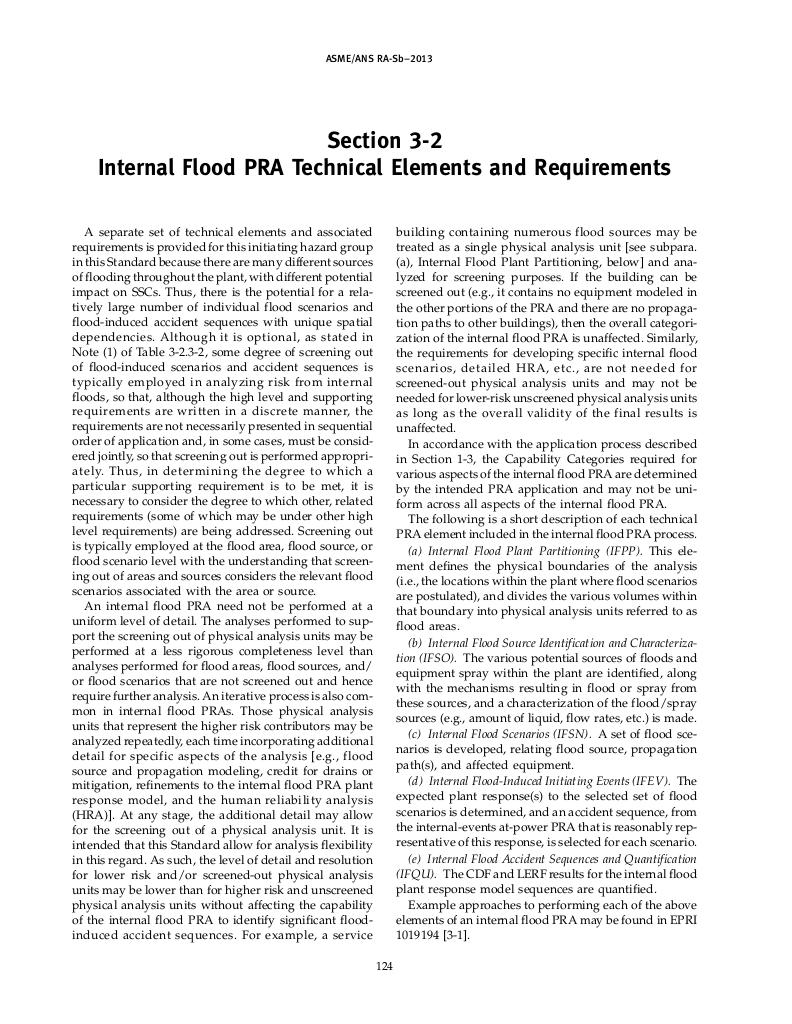 ASME/ANS RA-Sb–2013
Section 3-2
Internal Flood PRA Technical Elements and Requirements
A separate set of technical elements and associated
requirements is provided for this initiating hazard group
in this Standard because there are many different sources
of flooding throughout the plant, with different potential
impact on SSCs. Thus, there is the potential for a rela-
tively large number of individual flood scenarios and
flood-induced accident sequences with unique spatial
dependencies. Although it is optional, as stated in
Note (1) of Table 3-2.3-2, some degree of screening out
of flood-induced scenarios and accident sequences is
typically employed in analyzing risk from internal
floods, so that, although the high level and supporting
requirements are written in a discrete manner, the
requirements are not necessarily presented in sequential
order of application and, in some cases, must be consid-
ered jointly, so that screening out is performed appropri-
ately. Thus, in determining the degree to which a
particular supporting requirement is to be met, it is
necessary to consider the degree to which other, related
requirements (some of which may be under other high
level requirements) are being addressed. Screening out
is typically employed at the flood area, flood source, or
flood scenario level with the understanding that screen-
ing out of areas and sources considers the relevant flood
scenarios associated with the area or source.
An internal flood PRA need not be performed at a
uniform level of detail. The analyses performed to sup-
port the screening out of physical analysis units may be
performed at a less rigorous completeness level than
analyses performed for flood areas, flood sources, and/
or flood scenarios that are not screened out and hence
require further analysis. An iterative process is also com-
mon in internal flood PRAs. Those physical analysis
units that represent the higher risk contributors may be
analyzed repeatedly, each time incorporating additional
detail for specific aspects of the analysis [e.g., flood
source and propagation modeling, credit for drains or
mitigation, refinements to the internal flood PRA plant
response model, and the human reliability analysis
(HRA)]. At any stage, the additional detail may allow
for the screening out of a physical analysis unit. It is
intended that this Standard allow for analysis flexibility
in this regard. As such, the level of detail and resolution
for lower risk and/or screened-out physical analysis
units may be lower than for higher risk and unscreened
physical analysis units without affecting the capability
of the internal flood PRA to identify significant flood-
induced accident sequences. For example, a service
building containing numerous flood sources may be
treated as a single physical analysis unit [see subpara.
(a), Internal Flood Plant Partitioning, below] and ana-
lyzed for screening purposes. If the building can be
screened out (e.g., it contains no equipment modeled in
the other portions of the PRA and there are no propaga-
tion paths to other buildings), then the overall categori-
zation of the internal flood PRA is unaffected. Similarly,
the requirements for developing specific internal flood
scenarios, detailed HRA, etc., are not needed for
screened-out physical analysis units and may not be
needed for lower-risk unscreened physical analysis units
as long as the overall validity of the final results is
unaffected.
In accordance with the application process described
in Section 1-3, the Capability Categories required for
various aspects of the internal flood PRA are determined
by the intended PRA application and may not be uni-
form across all aspects of the internal flood PRA.
The following is a short description of each technical
PRA element included in the internal flood PRA process.
(a) Internal Flood Plant Partitioning (IFPP). This ele-
ment defines the physical boundaries of the analysis
(i.e., the locations within the plant where flood scenarios
are postulated), and divides the various volumes within
that boundary into physical analysis units referred to as
flood areas.
(b) Internal Flood Source Identification and Characteriza-
tion (IFSO). The various potential sources of floods and
equipment spray within the plant are identified, along
with the mechanisms resulting in flood or spray from
these sources, and a characterization of the flood/spray
sources (e.g., amount of liquid, flow rates, etc.) is made.
(c) Internal Flood Scenarios (IFSN). A set of flood sce-
narios is developed, relating flood source, propagation
path(s), and affected equipment.
(d) Internal Flood-Induced Initiating Events (IFEV). The
expected plant response(s) to the selected set of flood
scenarios is determined, and an accident sequence, from
the internal-events at-power PRA that is reasonably rep-
resentative of this response, is selected for each scenario.
(e) Internal Flood Accident Sequences and Quantification
(IFQU). The CDF and LERF results for the internal flood
plant response model sequences are quantified.
Example approaches to performing each of the above
elements of an internal flood PRA may be found in EPRI
1019194 [3-1].
124